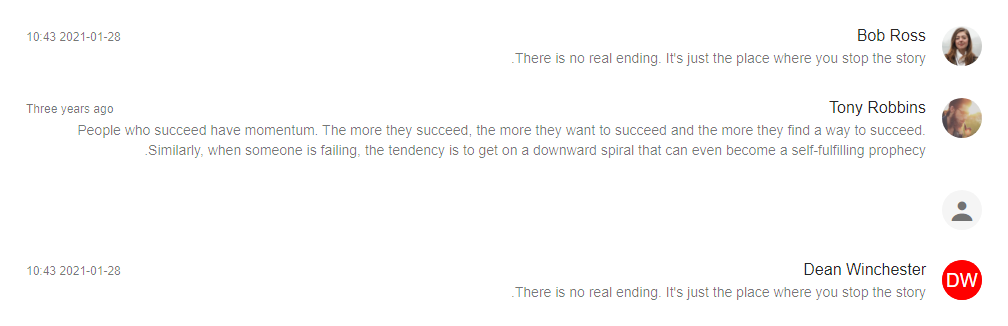 Bob Ross
10:43 2021-01-28
.There is no real ending. It's just the place where you stop the story
Tony Robbins
Three years ago
People who succeed have momentum. The more they succeed, the more they want to succeed and the more they find a way to succeed.
.Similarly, when someone is failing, the tendency is to get on a downward spiral that can even become a self-fulfilling prophecy
Dean Winchester
10:43 2021-01-28
DW
.There is no real ending. It's just the place where you stop the story